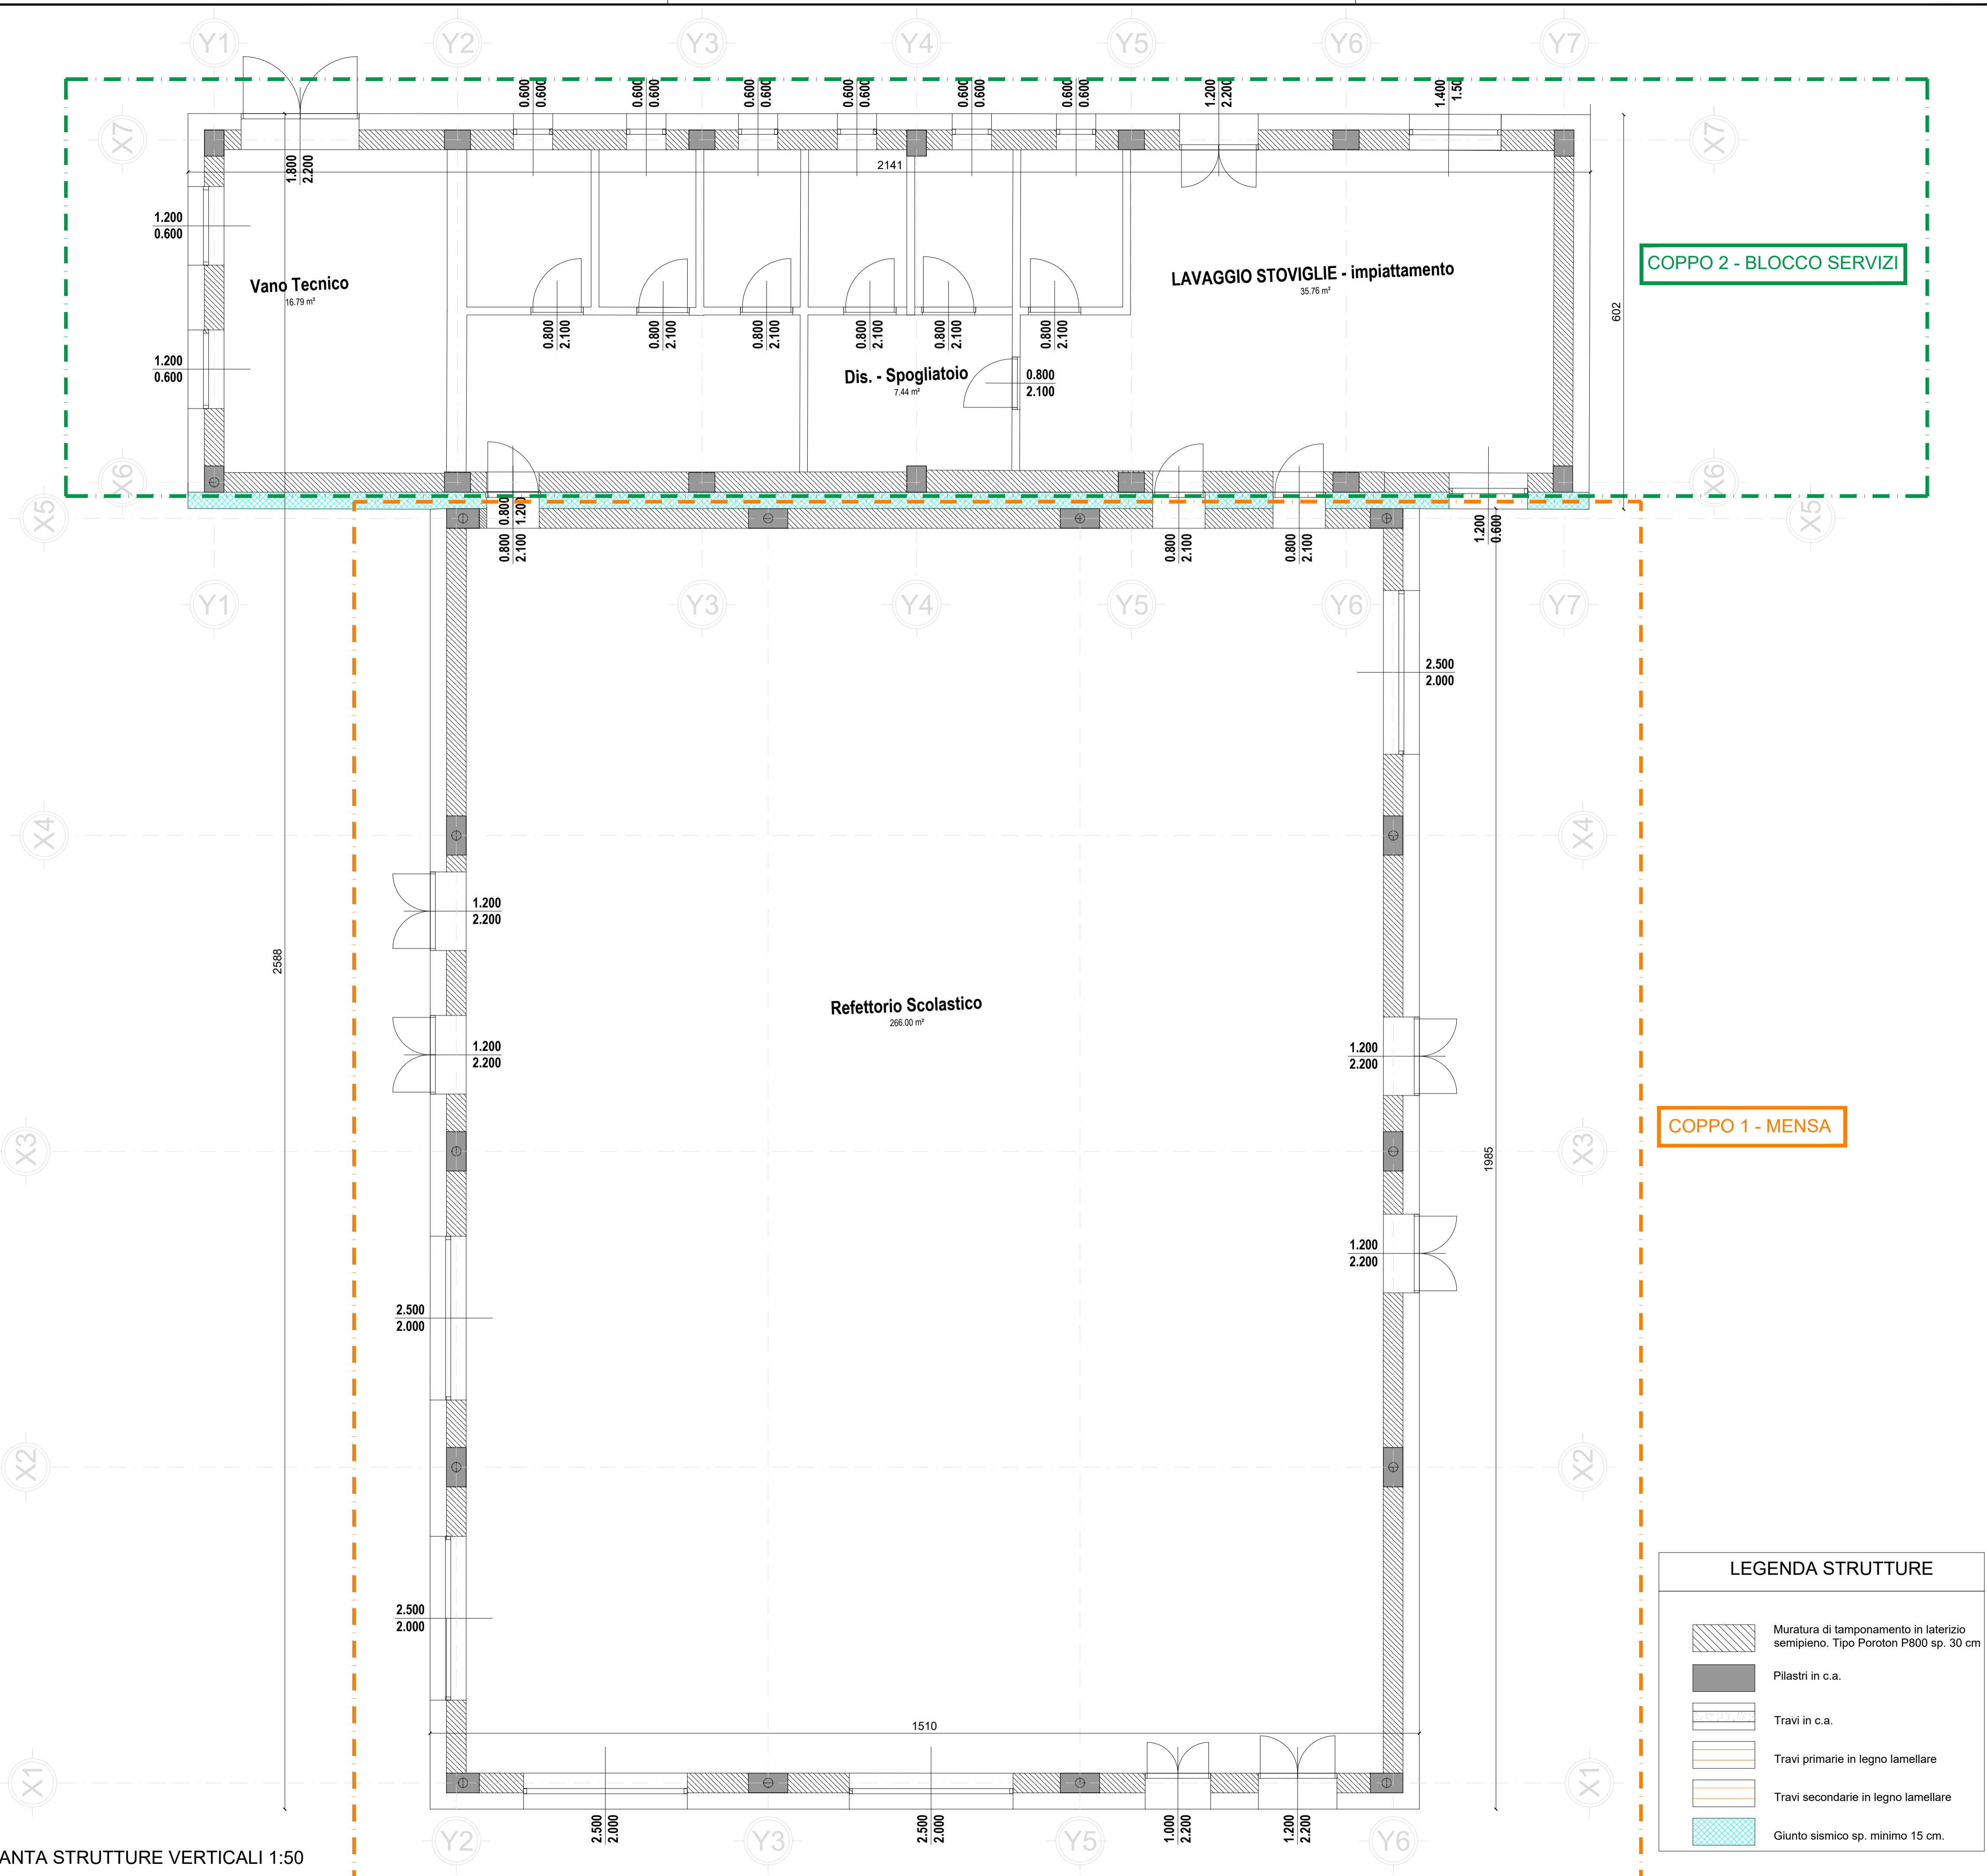 Y1 Y2 Y3 Y4 Y5 Y6 Y7
0.600
0.600
0.600
0.600
0.600
0.600
0.600
0.600
0.600
0.600
0.600
0.600
1.200
2.200
1.400
1.50
X7
X7
1.800
2.200
2141
1.200
0.600
COPPO 2 - BLOCCO SERVIZI
Vano Tecnico
16.79 m²
LAVAGGIO STOVIGLIE - impiattamento
35.76 m²
602
0.800
2.100
0.800
2.100
0.800
2.100
0.800
2.100
0.800
2.100
0.800
2.100
1.200
0.600
Dis. - Spogliatoio
7.44 m²
0.800
2.100
X6
X6
X5
X5
0.800
1.20
0.800
2.100
0.800
2.100
0.800
2.100
1.200
0.600
Y1 Y3 Y4 Y5 Y6 Y7
2.500
2.000
X4
X4
1.200
2.200
2588
Refettorio Scolastico
266.00 m²
1.200
2.200
1.200
2.200
COPPO 1 - MENSA
X3
X3
1985
1.200
2.200
2.500
2.000
X2
X2
2.500
2.000
1510
X1
X1
2.500
2.000
2.500
2.000
1.000
2.200
1.200
2.200
Y2 Y3 Y5 Y6
LEGENDA STRUTTURE
Muratura di tamponamento in laterizio
semipieno. Tipo Poroton P800 sp. 30 cm
Pilastri in c.a.
Travi in c.a.
Travi primarie in legno lamellare
Travi secondarie in legno lamellare
Giunto sismico sp. minimo 15 cm.
ANTA STRUTTURE VERTICALI 1:50